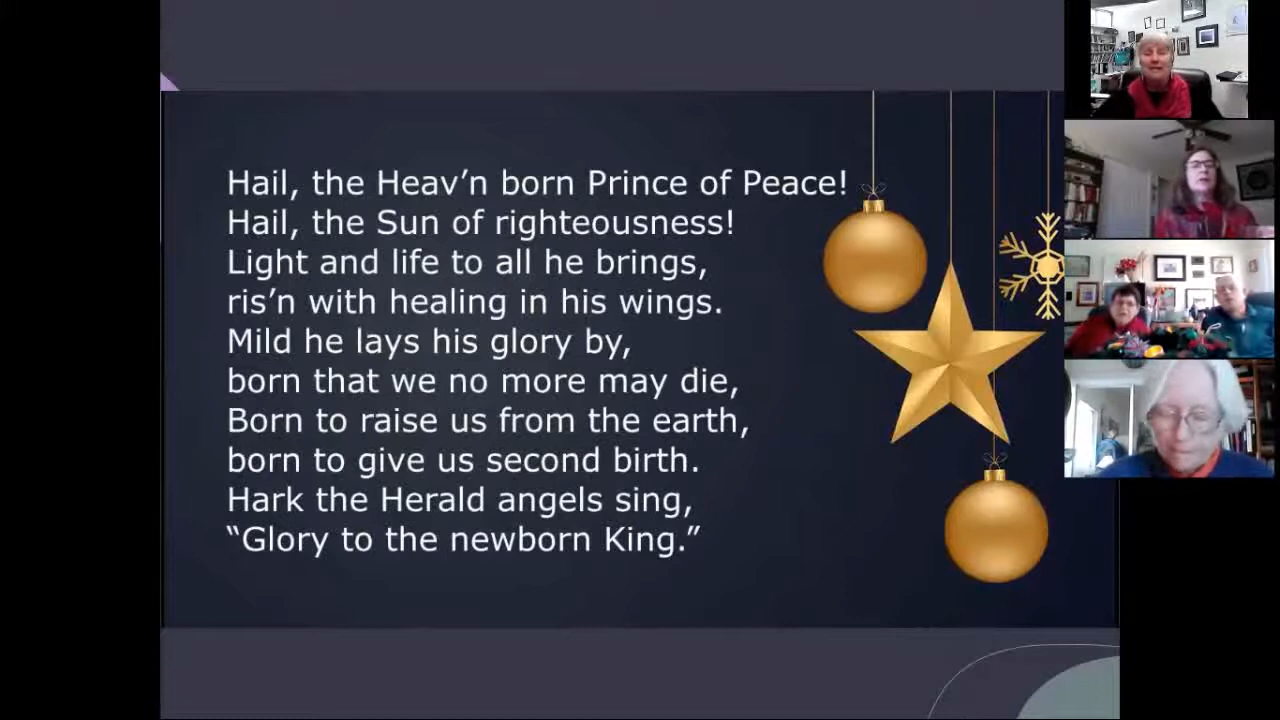 Hail, the Heav’n born Prince of Peace!
Hail, the Sun of righteousness!
Light and life to all he brings,
ris’n with healing in his wings.
Mild he lays his glory by,
born that we no more may die,
Born to raise us from the earth,
born to give us second birth.
Hark the Herald angels sing,
“Glory to the newborn King.”